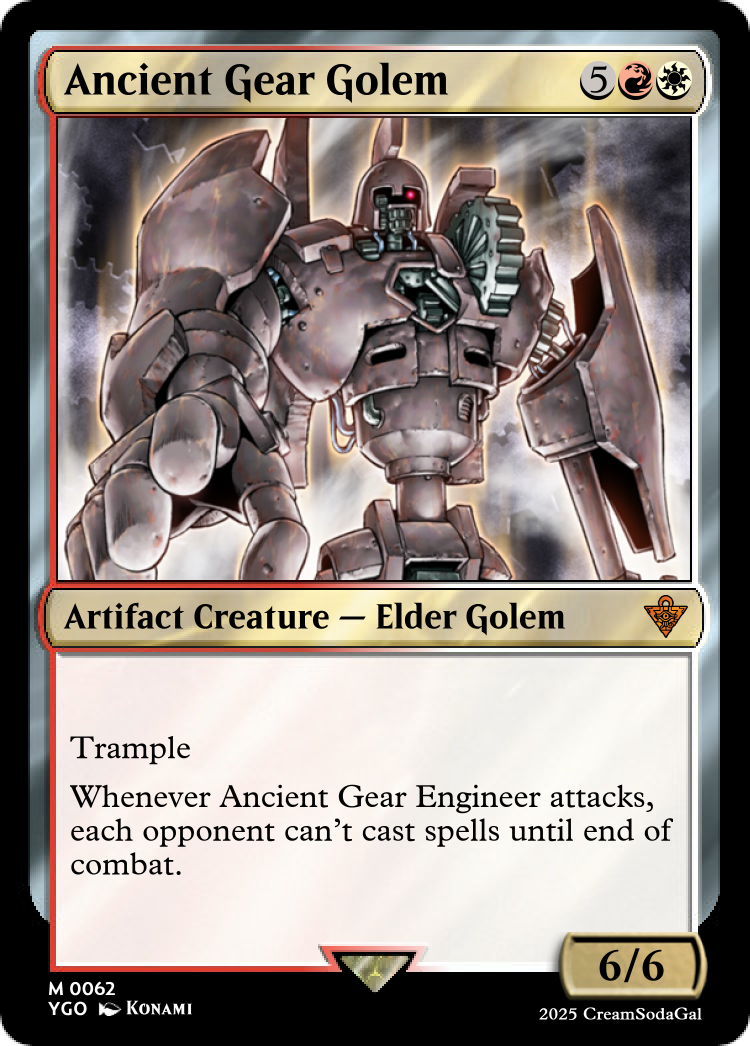 Ancient Gear Golem 5
Artifact Creature — Elder Golem
Trample
Whenever Ancient Gear Engineer attacks,
each opponent can't cast spells until end of
combat.
6/6
M 0062
YGO KONAMI
2025 CreamSodaGal